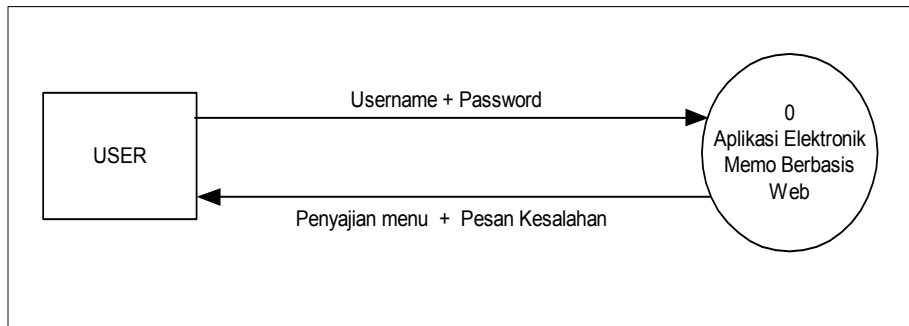 Username + Password
USER
0
Aplikasi Elektronik
Memo Berbasis
Web
Penyajian menu + Pesan Kesalahan